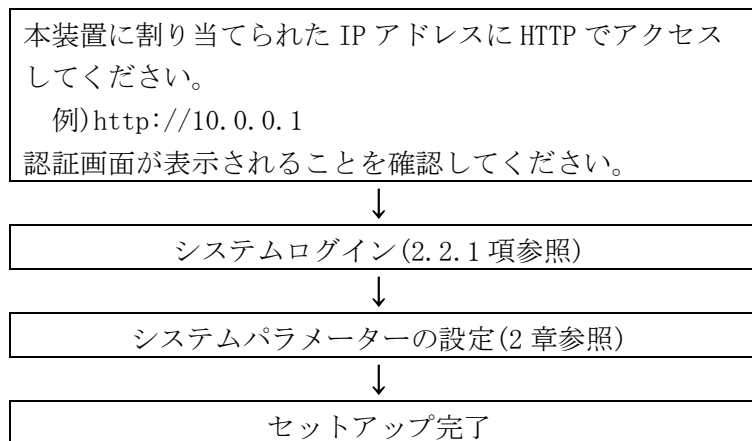 本装置に割り当てられた IP アドレスに HTTP でアクセス
してください。
例)http://10.0.0.1
認証画面が表示されることを確認してください。
↓
システムログイン(2.2.1 項参照)
↓
システムパラメーターの設定(2 章参照)
↓
セットアップ完了